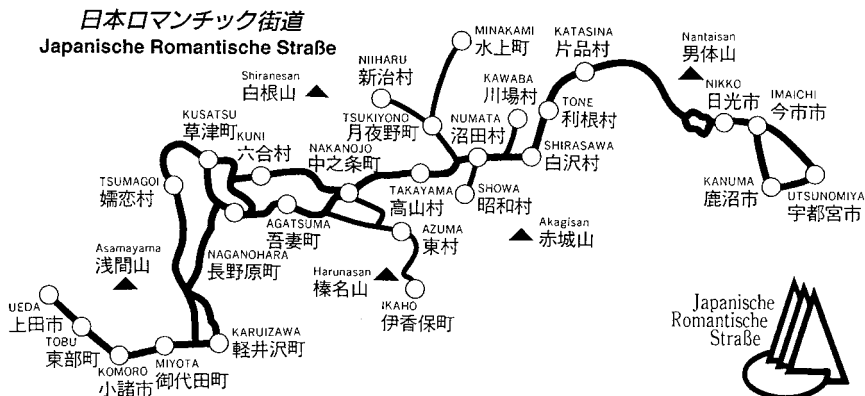 日本ロマンチック街道
Japanische Romantische Straße
MINAKAMI
水上町
KATASINA
片品村
Nantaisan
男体山
NIIHARU
新治村
Shiranesan
白根山
KAWABA
川場村
NIKKO
日光市
IMAICHI
今市市
KUSATSU
草津町
KUNI
六合村
NAKANOJO
中之条町
TSUKIYONO
月夜野町
NUMATA
沼田村
TONE
利根村
SHIRASAWA
白沢村
TSUMAGOI
嬬恋村
AGATSUMA
吾妻町
TAKAYAMA
高山村
SHOWA
昭和村
KANUMA
鹿沼市
UTSUNOMIYA
宇都宮市
Asamayama
浅間山
NAGANOHARA
長野原町
AZUMA
東村
Akagisan
赤城山
Harunasan
榛名山
IKAHO
伊香保町
UEDA
上田市
TOBU
東部町
KOMORO
小諸市
MIYOTA
御代田町
KARUIZAWA
軽井沢町
Japanische
Romantische
Straße